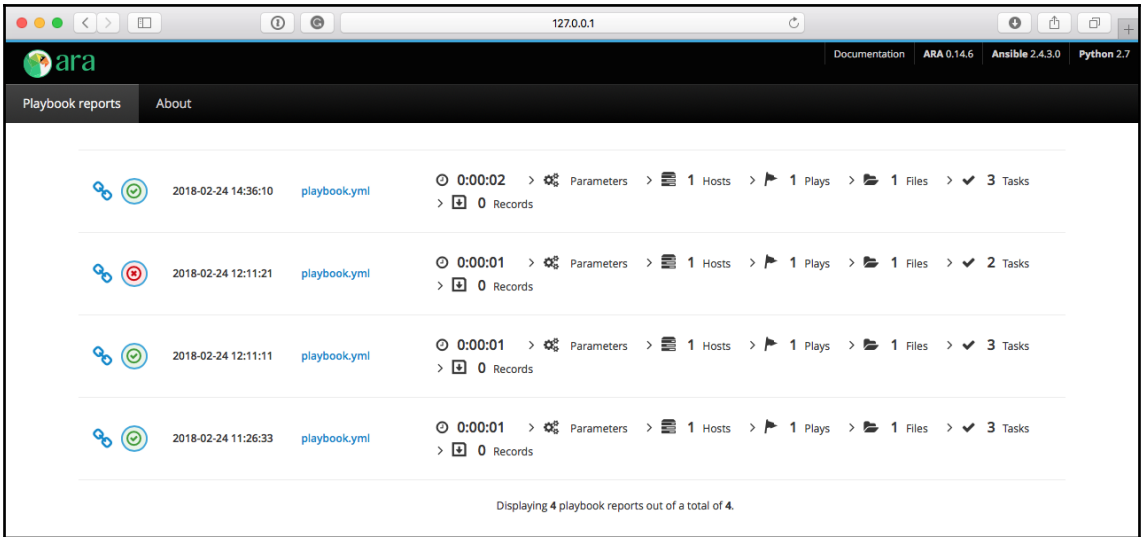 127.0.0.1
ara
Documentation ARA 0.14.6 Ansible 2.4.3.0 Python 2.7
Playbook reports About
2018-02-24 14:36:10 playbook.yml 0:00:02 > Parameters > 1 Hosts > 1 Plays > 1 Files > 3 Tasks
> 0 Records
2018-02-24 12:11:21 playbook.yml 0:00:01 > Parameters > 1 Hosts > 1 Plays > 1 Files > 2 Tasks
> 0 Records
2018-02-24 12:11:11 playbook.yml 0:00:01 > Parameters > 1 Hosts > 1 Plays > 1 Files > 3 Tasks
> 0 Records
2018-02-24 11:26:33 playbook.yml 0:00:01 > Parameters > 1 Hosts > 1 Plays > 1 Files > 3 Tasks
> 0 Records
Displaying 4 playbook reports out of a total of 4.